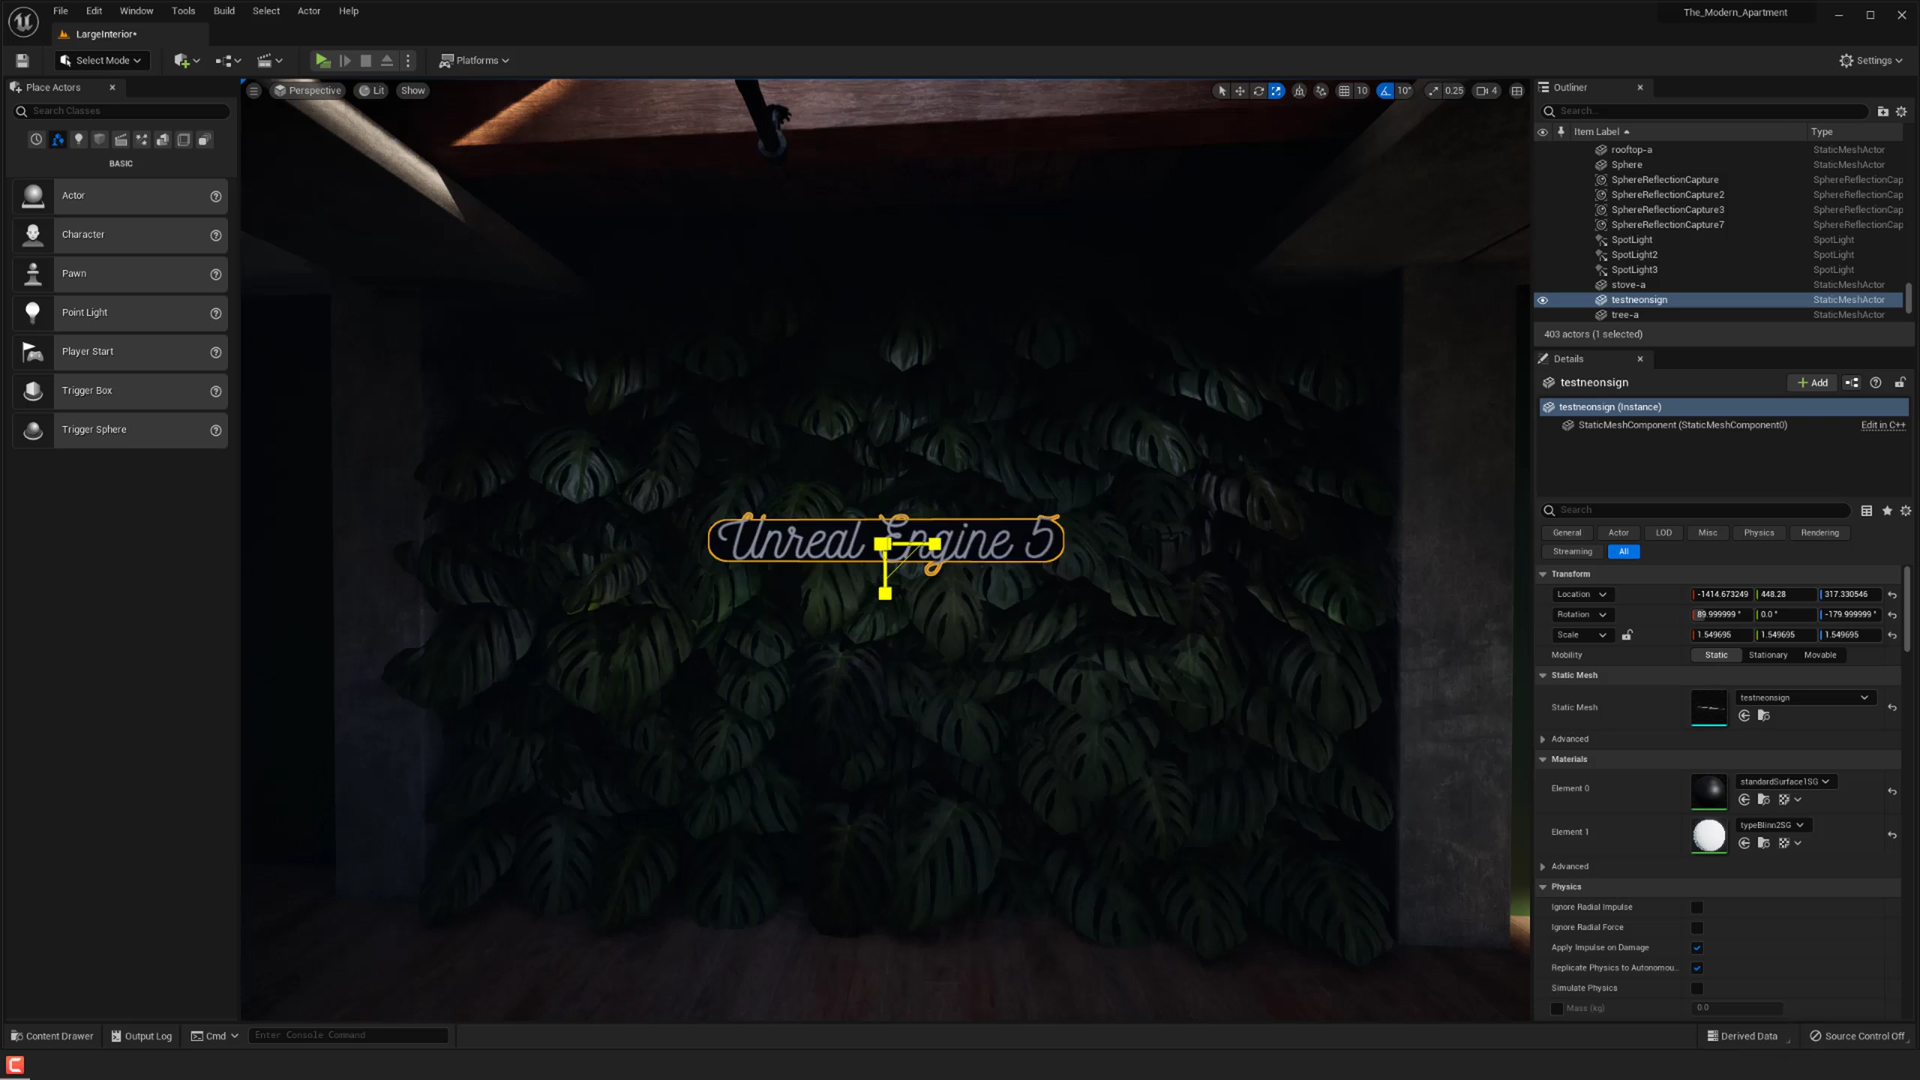 File Edit Window Tools Build Select Actor Help
The_Modern_Apartment
LargeInterior*
Select Mode
Platforms
Settings
Place Actors
Search Classes
BASIC
Actor
Character
Pawn
Point Light
Player Start
Trigger Box
Trigger Sphere
Perspective Lit Show
10 10° 0.25 4
Unreal Engine 5
Outliner
Search...
Item Label Type
rooftop-a StaticMeshActor
Sphere StaticMeshActor
SphereReflectionCapture SphereReflectionCap
SphereReflectionCapture2 SphereReflectionCap
SphereReflectionCapture3 SphereReflectionCap
SphereReflectionCapture7 SphereReflectionCap
SpotLight SpotLight
SpotLight2 SpotLight
SpotLight3 SpotLight
stove-a StaticMeshActor
testneonsign StaticMeshActor
tree-a StaticMeshActor
403 actors (1 selected)
Details
testneonsign
Add
testneonsign (Instance)
StaticMeshComponent (StaticMeshComponent0) Edit in C++
Search
General Actor LOD Misc Physics Rendering
Streaming All
Transform
Location -1414.673249 448.28 317.330546
Rotation 89.999999° 0.0° -179.999999°
Scale 1.549695 1.549695 1.549695
Mobility Static Stationary Movable
Static Mesh
Static Mesh testneonsign
Advanced
Materials
Element 0 standardSurface1SG
Element 1 typeBlinn2SG
Advanced
Physics
Ignore Radial Impulse
Ignore Radial Force
Apply Impulse on Damage
Replicate Physics to Autonomou...
Simulate Physics
Mass (kg) 0.0
Content Drawer Output Log Cmd Enter Console Command
Derived Data Source Control Off